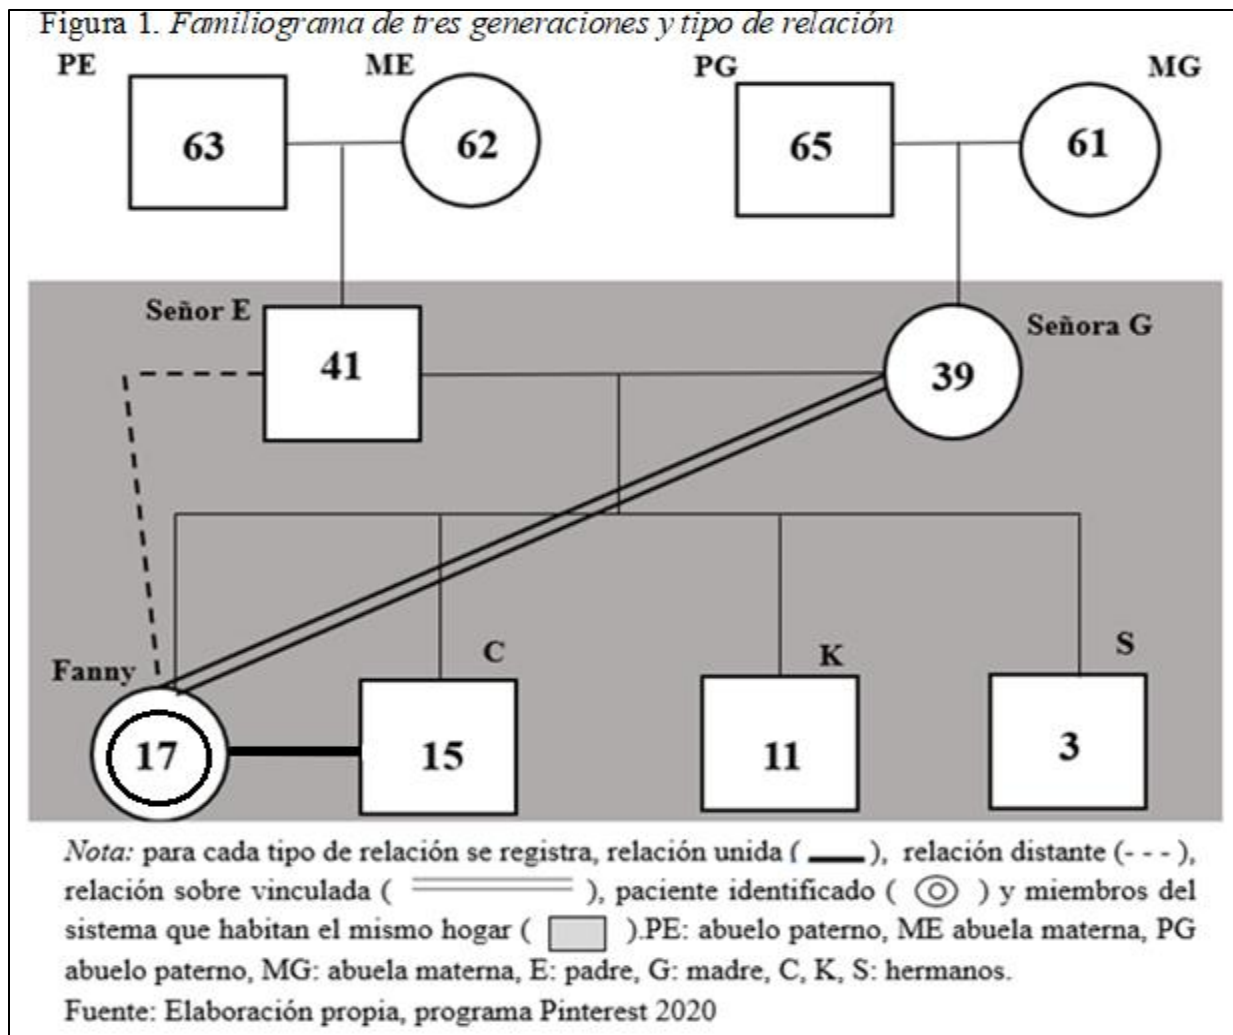 Figura 1. Familiograma de tres generaciones y tipo de relación
PE ME PG MG
63 62 65 61
Señor E Señora G
41 39
Fanny C K S
17 15 11 3
Nota: para cada tipo de relación se registra, relación unida ( ), relación distante (- - - ),
relación sobre vinculada ( ), paciente identificado ( ) y miembros del
sistema que habitan el mismo hogar ( ).PE: abuelo paterno, ME abuela materna, PG
abuelo paterno, MG: abuela materna, E: padre, G: madre, C, K, S: hermanos.
Fuente: Elaboración propia, programa Pinterest 2020